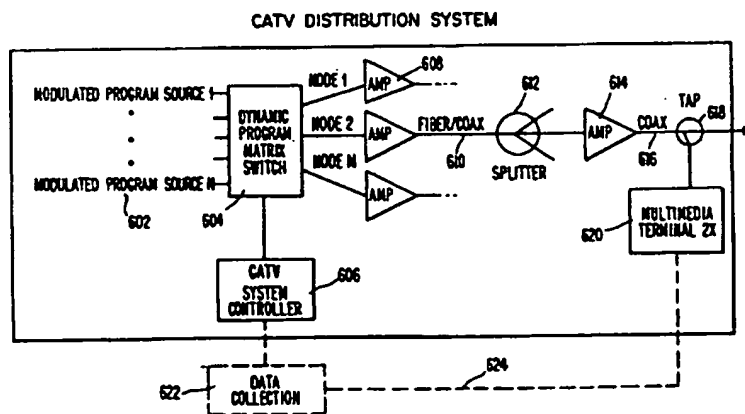 CATV DISTRIBUTION SYSTEM
MODULATED PROGRAM SOURCE 1
MODULATED PROGRAM SOURCE N
602
DYNAMIC
PROGRAM
MATRIX
SWITCH
604
NODE 1
NODE 2
NODE M
AMP
608
AMP
AMP
FIBER/COAX
610
612
SPLITTER
614
AMP
COAX
616
TAP
618
620
MULTIMEDIA
TERMINAL 2X
CATV
SYSTEM
CONTROLLER
606
622
DATA
COLLECTION
624